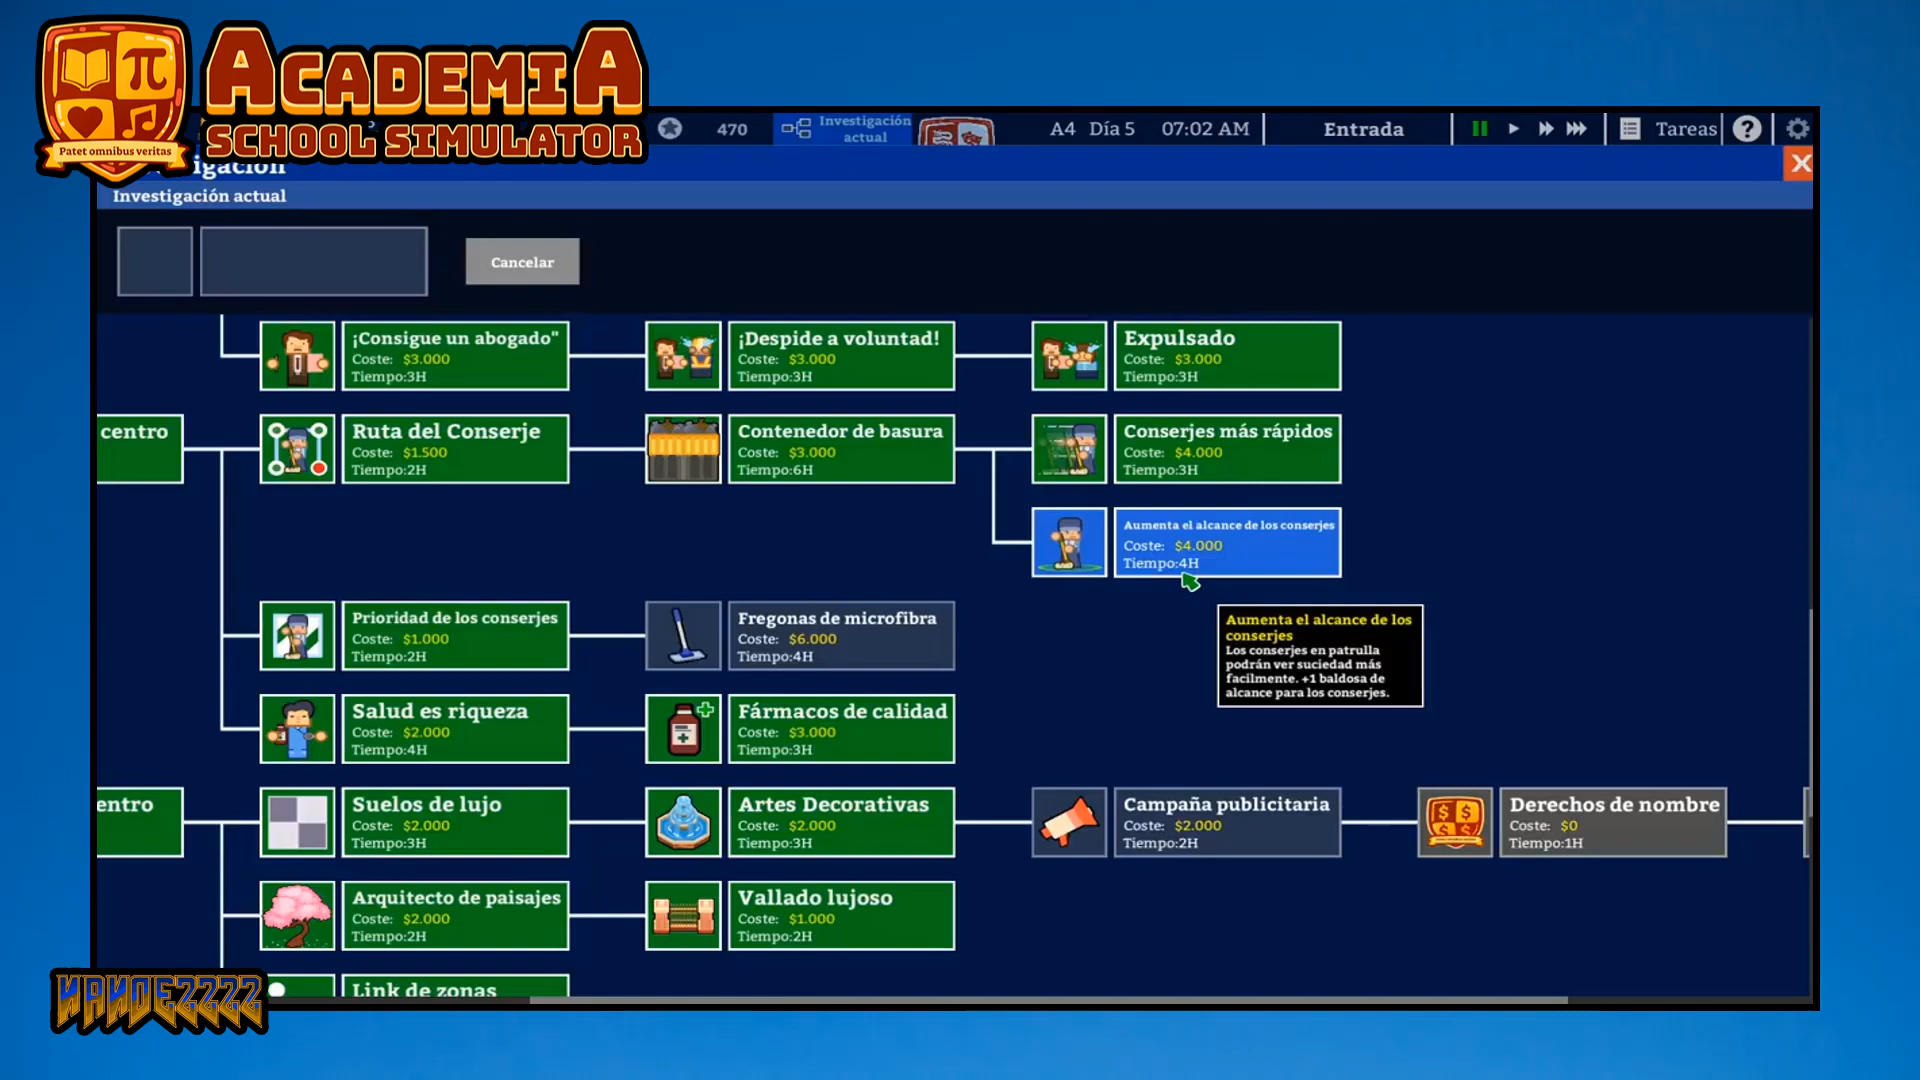 ACADEMIA
SCHOOL SIMULATOR
Patet omnibus veritas
470
Investigación
actual
A4 Día 5 07:02 AM
Entrada
Tareas
?
igación
X
Investigación actual
Cancelar
¡Consigue un abogado"
Coste: $3.000
Tiempo:3H
¡Despide a voluntad!
Coste: $3.000
Tiempo:3H
Expulsado
Coste: $3.000
Tiempo:3H
centro
Ruta del Conserje
Coste: $1.500
Tiempo:2H
Contenedor de basura
Coste: $3.000
Tiempo:6H
Conserjes más rápidos
Coste: $4.000
Tiempo:3H
Aumenta el alcance de los conserjes
Coste: $4.000
Tiempo:4H
Prioridad de los conserjes
Coste: $1.000
Tiempo:2H
Fregonas de microfibra
Coste: $6.000
Tiempo:4H
Aumenta el alcance de los
conserjes
Los conserjes en patrulla
podrán ver suciedad más
facilmente. +1 baldosa de
alcance para los conserjes.
Salud es riqueza
Coste: $2.000
Tiempo:4H
Fármacos de calidad
Coste: $3.000
Tiempo:3H
entro
Suelos de lujo
Coste: $2.000
Tiempo:3H
Artes Decorativas
Coste: $2.000
Tiempo:3H
Campaña publicitaria
Coste: $2.000
Tiempo:2H
Derechos de nombre
Coste: $0
Tiempo:1H
Arquitecto de paisajes
Coste: $2.000
Tiempo:2H
Vallado lujoso
Coste: $1.000
Tiempo:2H
Link de zonas